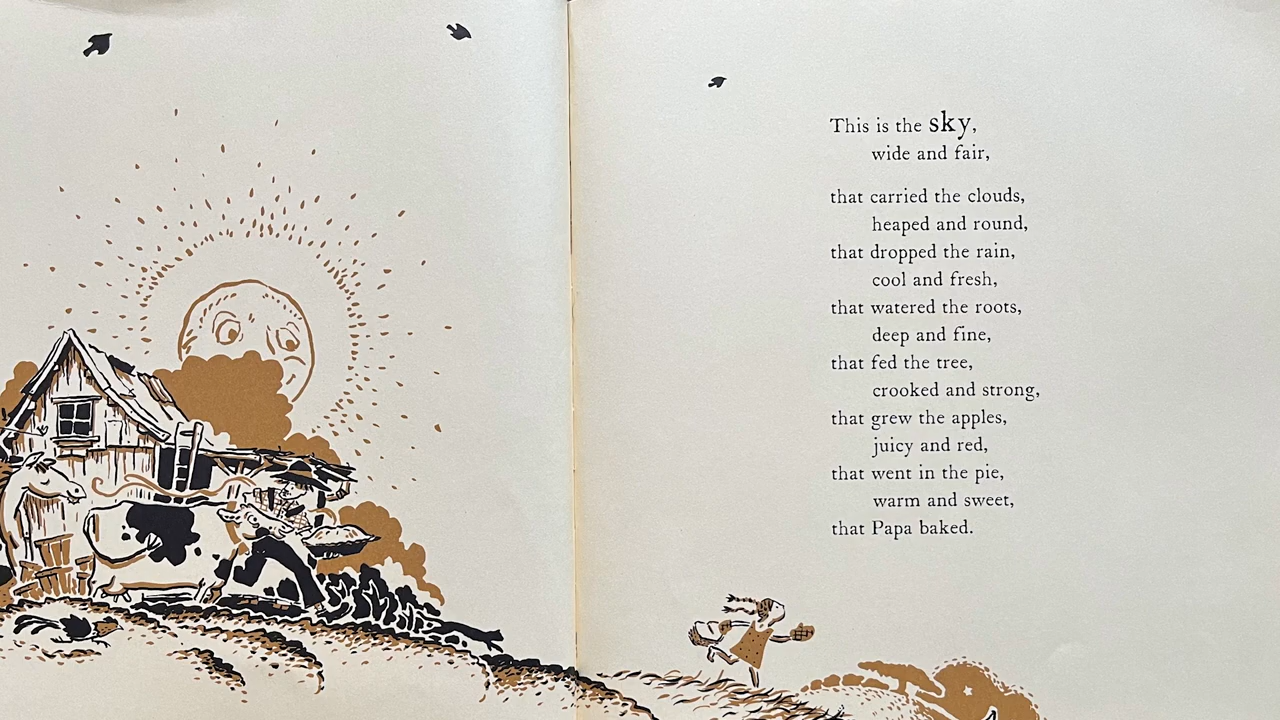 This is the sky,
wide and fair,
that carried the clouds,
heaped and round,
that dropped the rain,
cool and fresh,
that watered the roots,
deep and fine,
that fed the tree,
crooked and strong,
that grew the apples,
juicy and red,
that went in the pie,
warm and sweet,
that Papa baked.